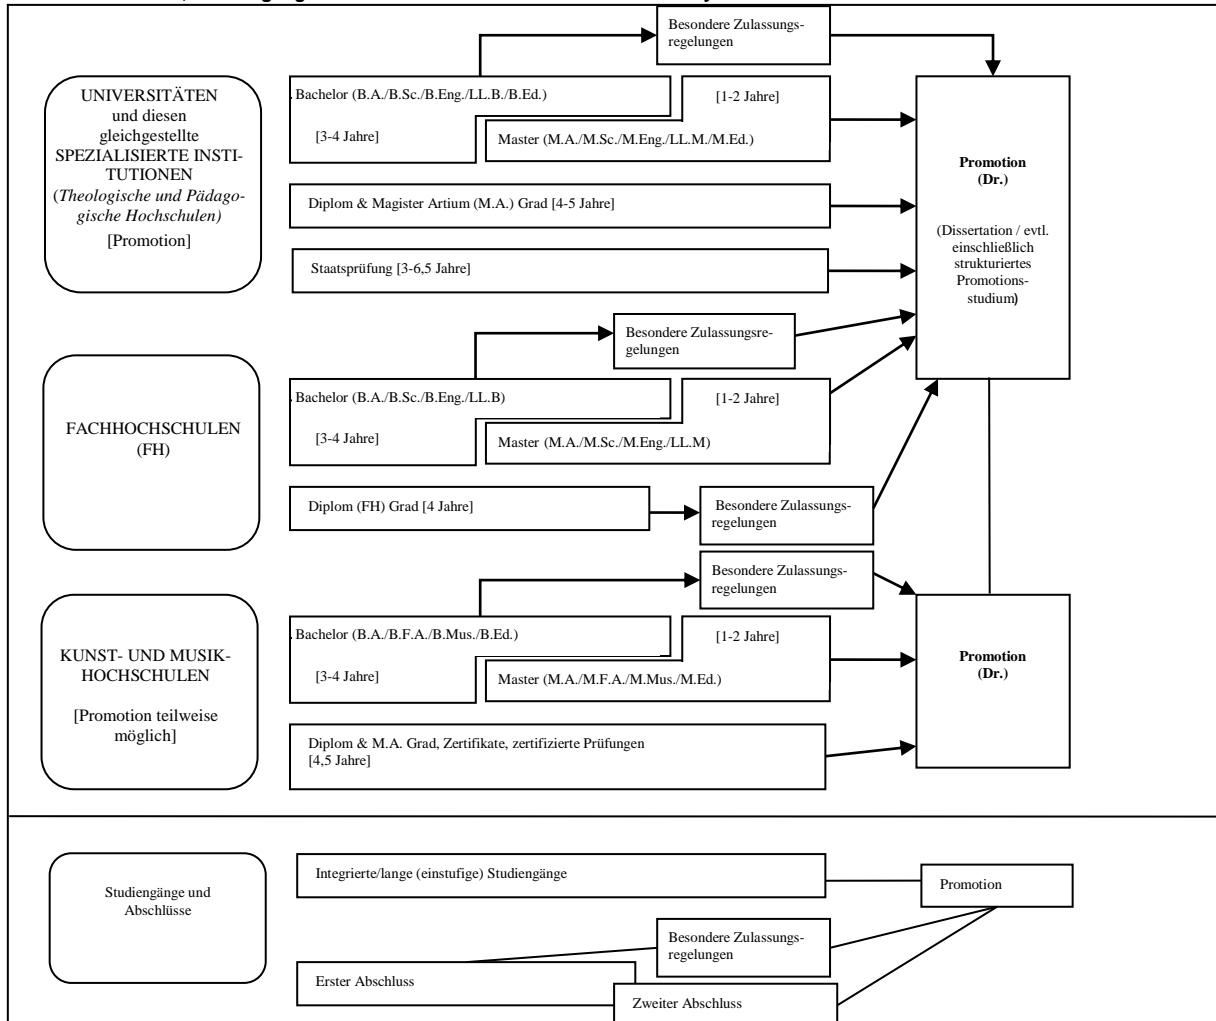 Besondere Zulassungs-
regelungen
UNIVERSITÄTEN
und diesen
gleichgestellte
SPEZIALISIERTE INSTI-
TUTIONEN
(Theologische und Pädago-
gische Hochschulen)
[Promotion]
Bachelor (B.A./B.Sc./B.Eng./LL.B./B.Ed.)
[3-4 Jahre]
[1-2 Jahre]
Master (M.A./M.Sc./M.Eng./LL.M./M.Ed.)
Diplom & Magister Artium (M.A.) Grad [4-5 Jahre]
Staatsprüfung [3-6,5 Jahre]
Promotion
(Dr.)
(Dissertation / evtl.
einschließlich
strukturiertes
Promotions-
studium)
Besondere Zulassungsre-
gelungen
FACHHOCHSCHULEN
(FH)
Bachelor (B.A./B.Sc./B.Eng./LL.B)
[3-4 Jahre]
[1-2 Jahre]
Master (M.A./M.Sc./M.Eng./LL.M)
Diplom (FH) Grad [4 Jahre]
Besondere Zulassungs-
regelungen
Besondere Zulassungs-
regelungen
KUNST- UND MUSIK-
HOCHSCHULEN
[Promotion teilweise
möglich]
Bachelor (B.A./B.F.A./B.Mus./B.Ed.)
[3-4 Jahre]
[1-2 Jahre]
Master (M.A./M.F.A./M.Mus./M.Ed.)
Diplom & M.A. Grad, Zertifikate, zertifizierte Prüfungen
[4,5 Jahre]
Promotion
(Dr.)
Studiengänge und
Abschlüsse
Integrierte/lange (einstufige) Studiengänge
Promotion
Besondere Zulassungs-
regelungen
Erster Abschluss
Zweiter Abschluss